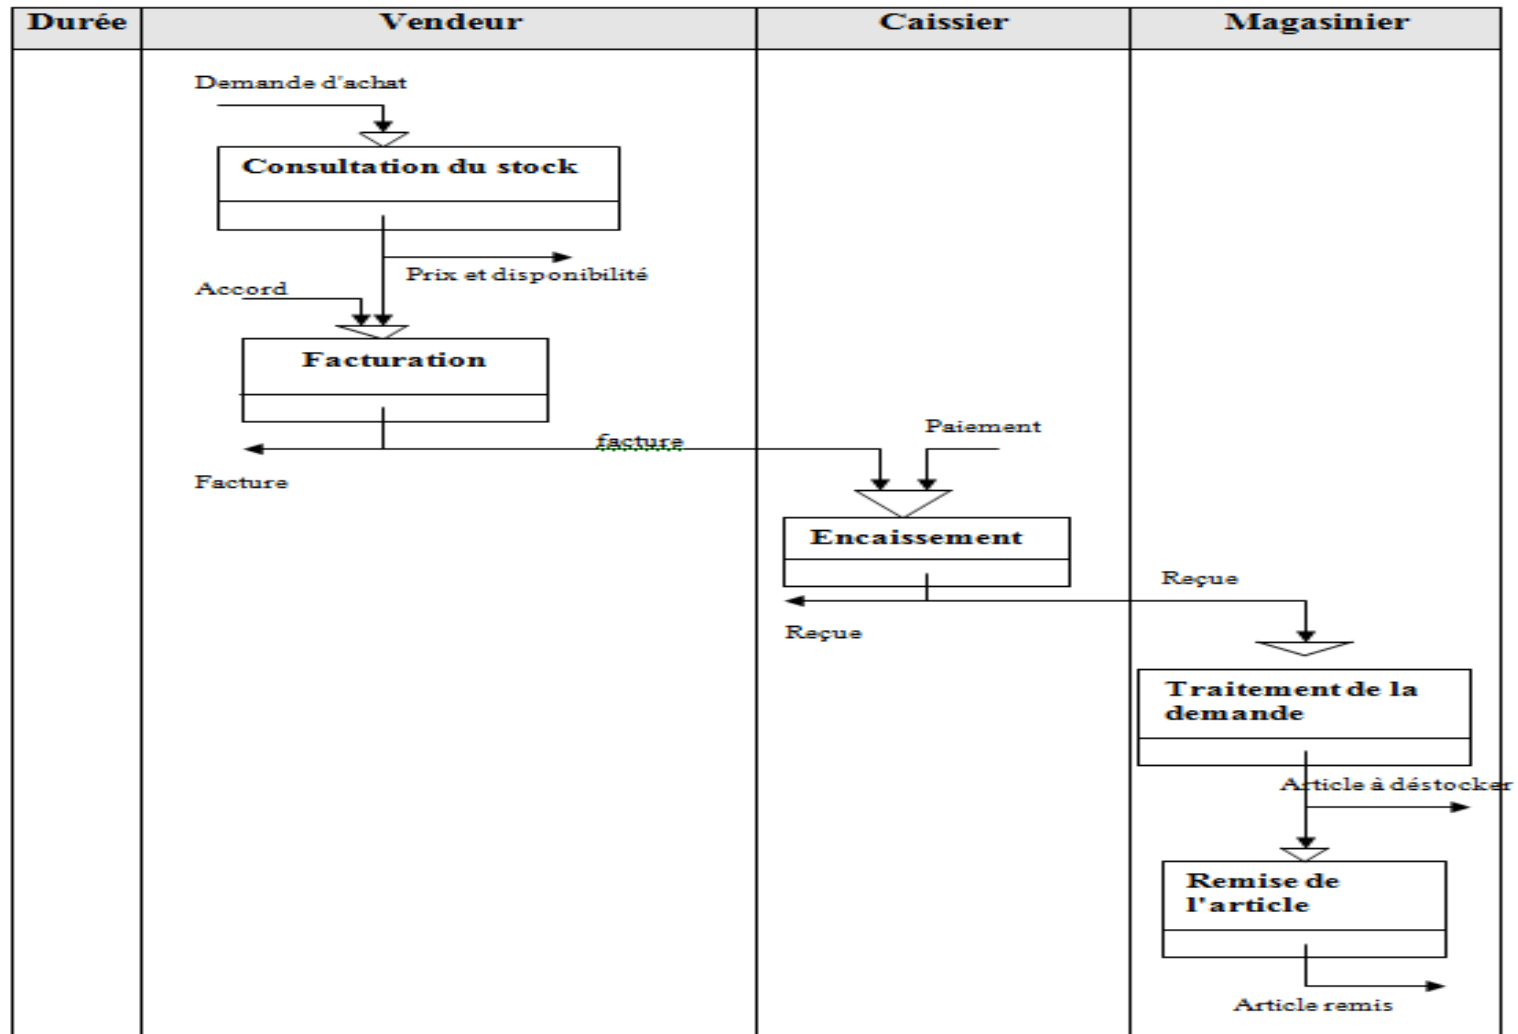 Durée
Vendeur
Caissier
Magasinier
Demande d'achat
Consultation du stock
Prix et disponibilité
Accord
Facturation
facture
Paiement
Facture
Encaissement
Reçue
Reçue
Traitement de la
demande
Article à déstocker
Remise de
l'article
Article remis